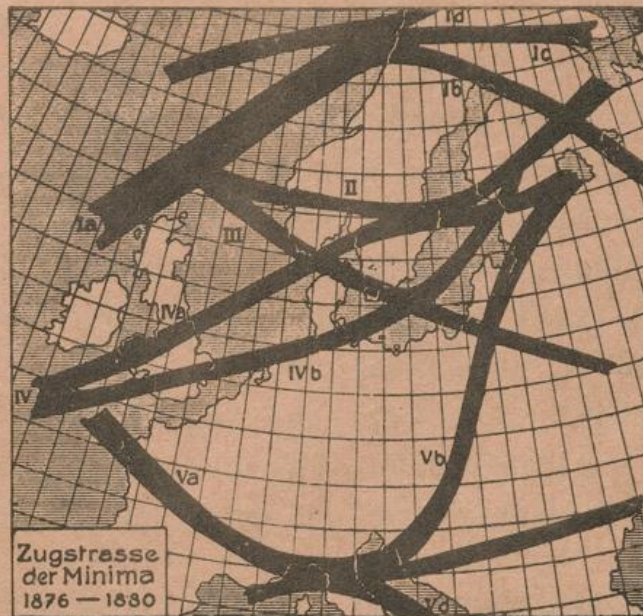 Id
Ic
Ib
II
Ia
III
IVa
IV
IVb
Va
Vb
Zugstrasse
der Minima
1876 — 1880
Vd